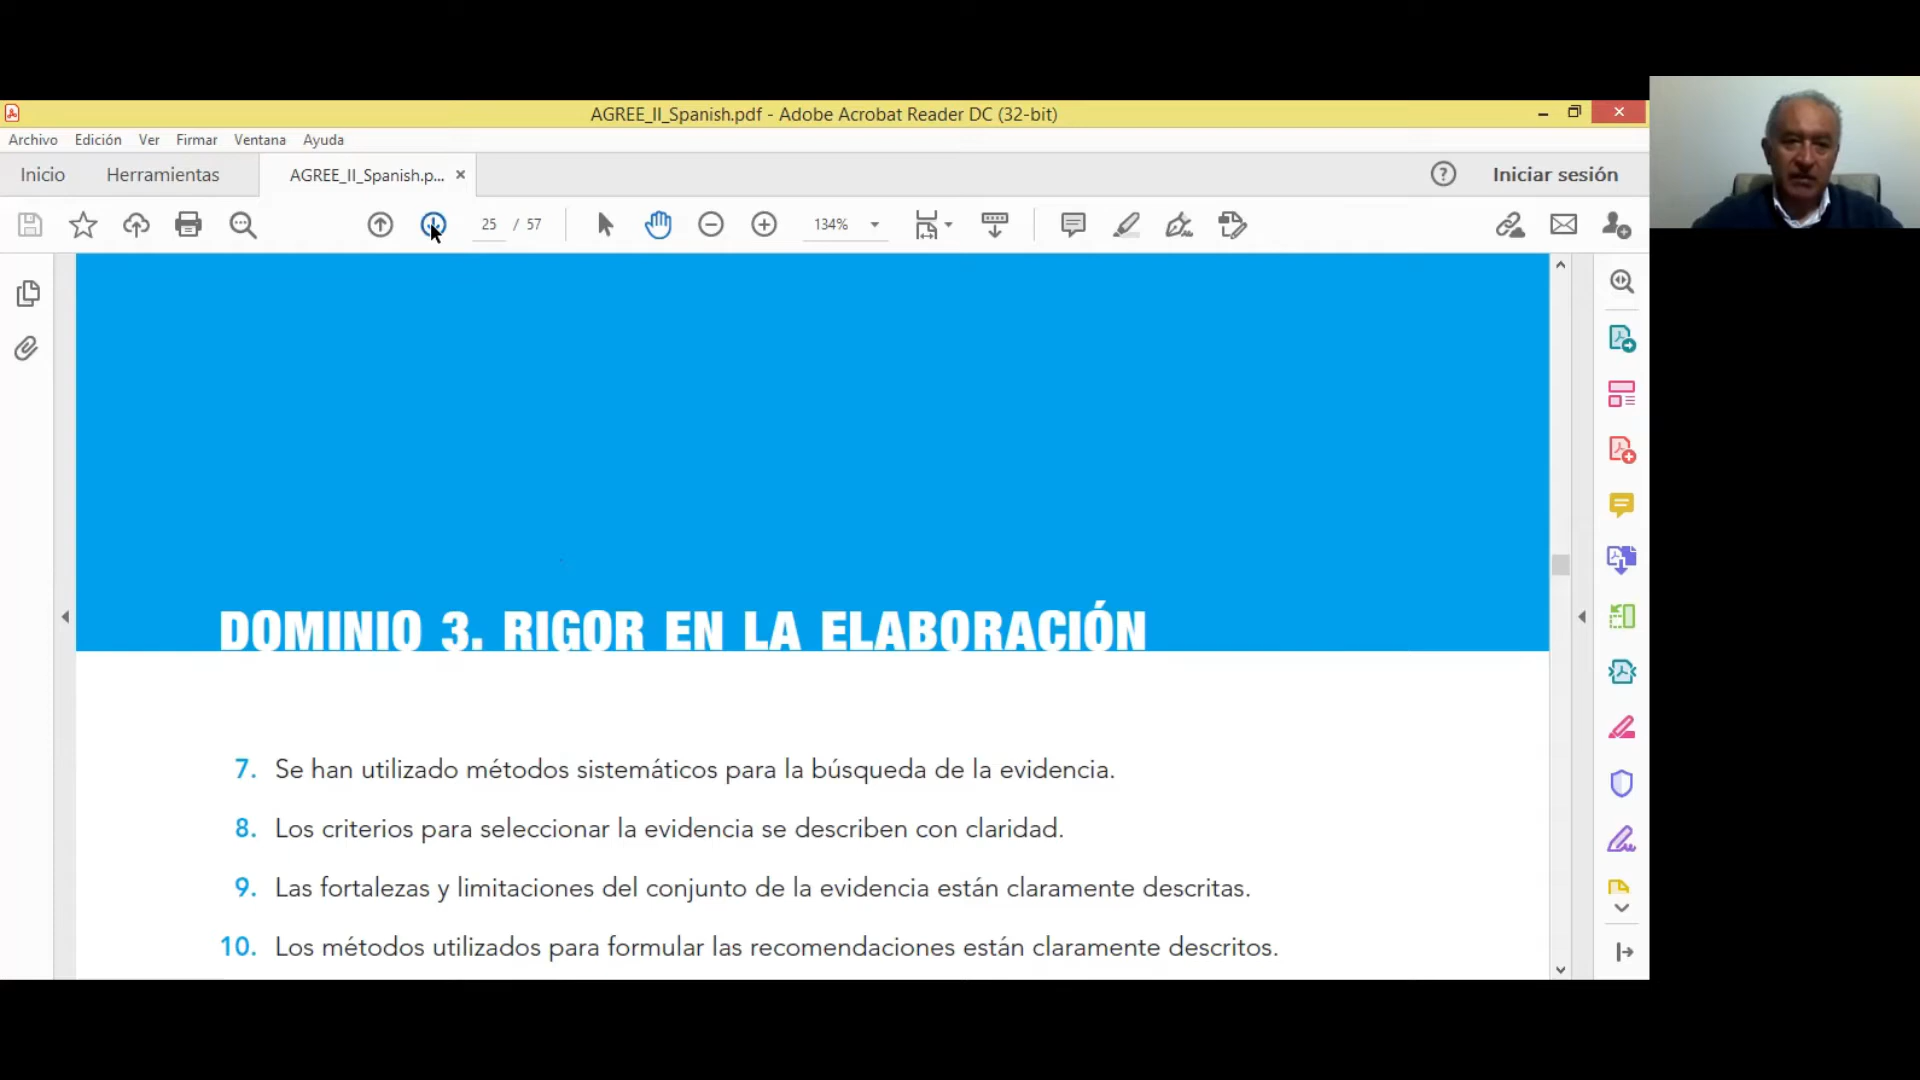 AGREE_II_Spanish.pdf - Adobe Acrobat Reader DC (32-bit)
Archivo Edición Ver Firmar Ventana Ayuda
Inicio Herramientas AGREE_II_Spanish.p... Iniciar sesión
25 / 57 134%
DOMINIO 3. RIGOR EN LA ELABORACIÓN
7. Se han utilizado métodos sistemáticos para la búsqueda de la evidencia.
8. Los criterios para seleccionar la evidencia se describen con claridad.
9. Las fortalezas y limitaciones del conjunto de la evidencia están claramente descritas.
10. Los métodos utilizados para formular las recomendaciones están claramente descritos.